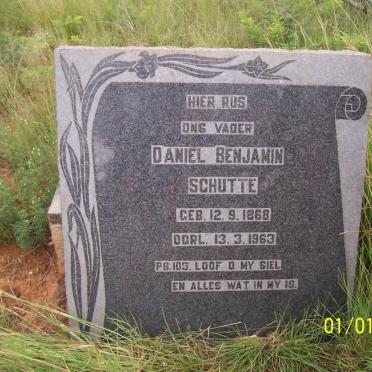 HIER RUS
ONS VADER
DANIEL BENJAMIN
SCHUTTE
GEB. 12. 9. 1868
OORL. 13. 3. 1963
PS.103. LOOF O MY SIEL
EN ALLES WAT IN MY IS.
01/01